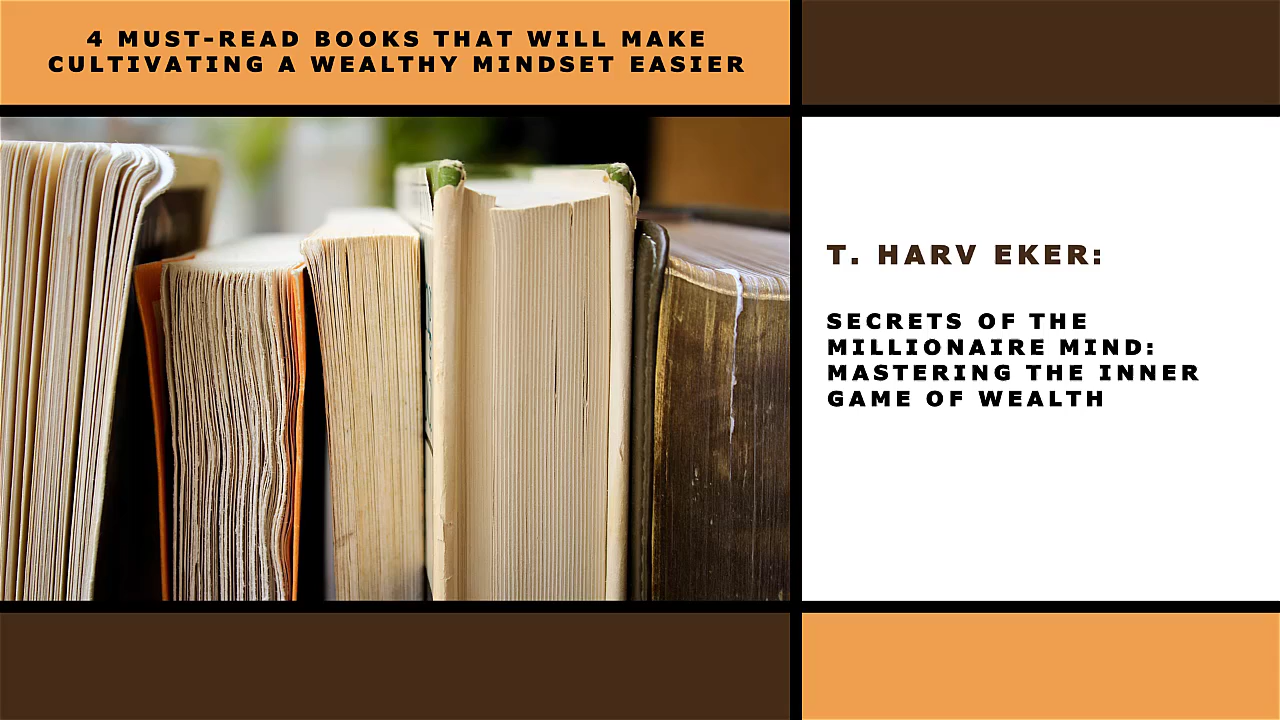 4 MUST-READ BOOKS THAT WILL MAKE
CULTIVATING A WEALTHY MINDSET EASIER
T. HARV EKER:
SECRETS OF THE
MILLIONAIRE MIND:
MASTERING THE INNER
GAME OF WEALTH